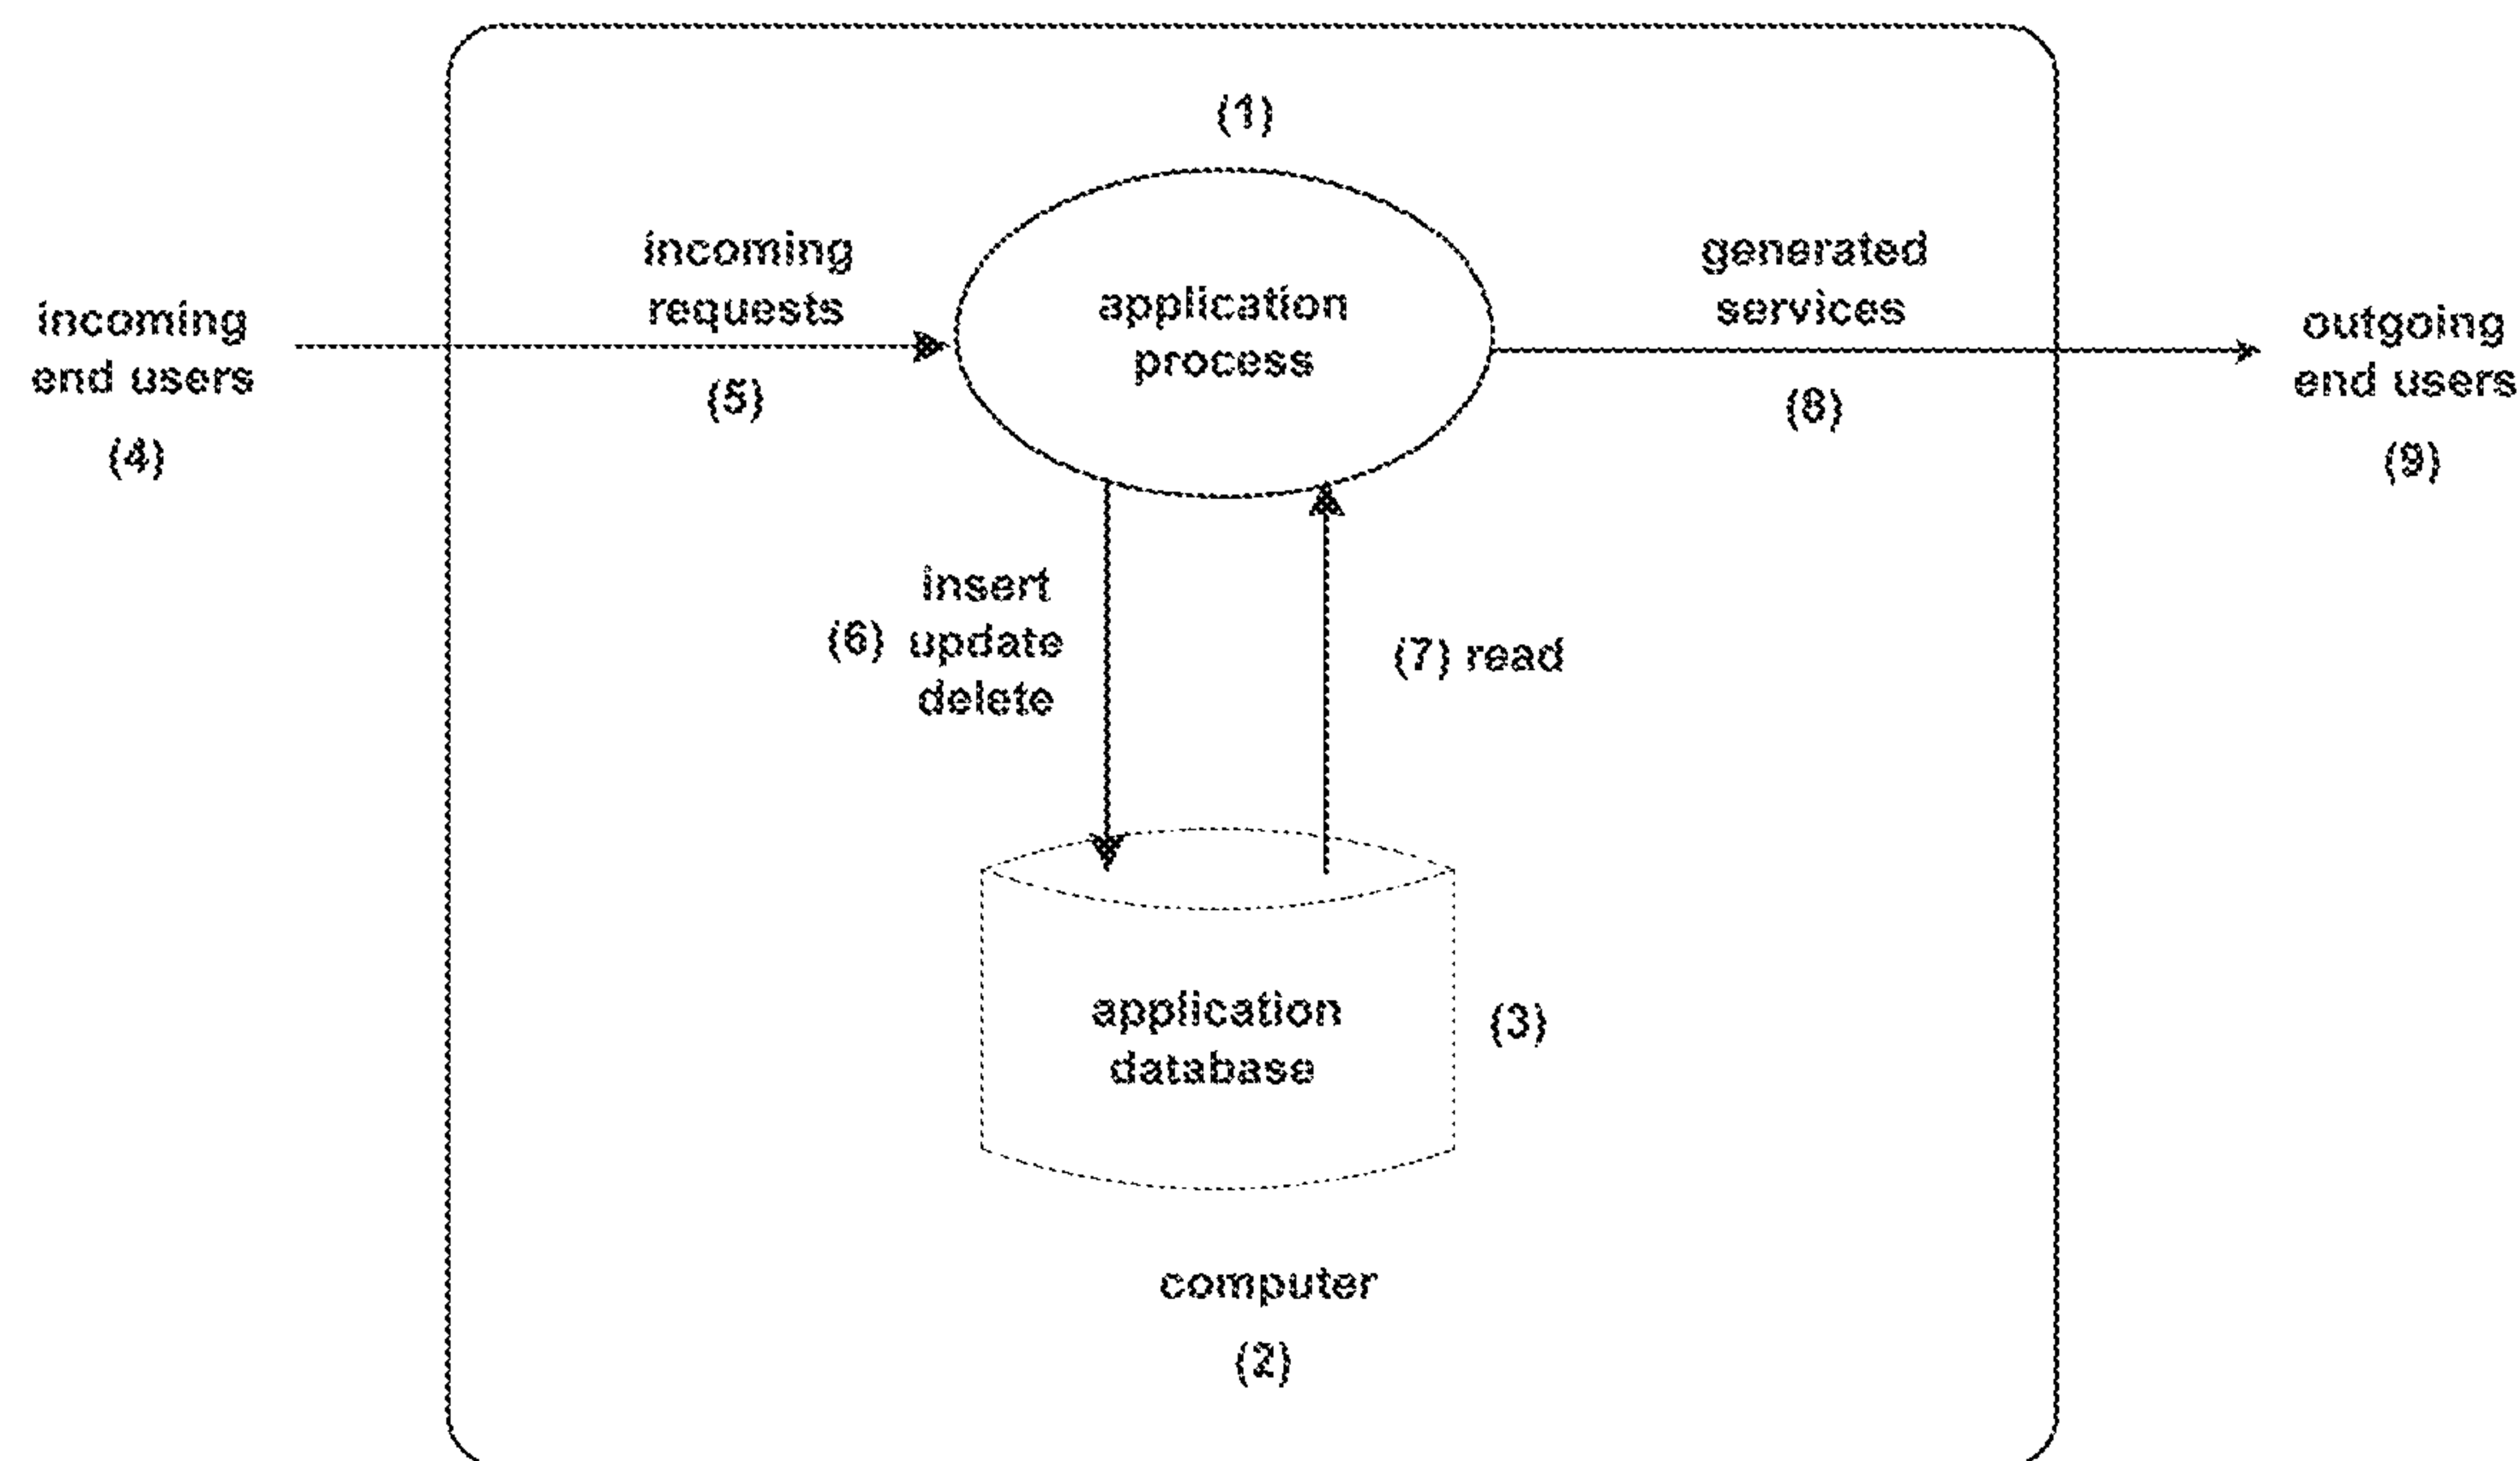 (1)
incoming
requests
generated
services
incoming
end users
application
process
outgoing
end users
(5)
(8)
(4)
(9)
insert
(6) update
delete
(7) read
application
database
(3)
computer
(2)